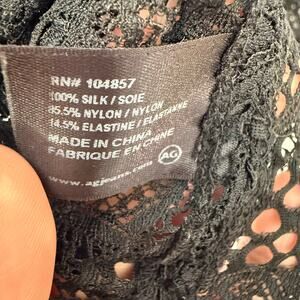 RN# 104857
100% SILK / SOIE
85.5% NYLON / NYLON
14.5% ELASTINE / ELASTANNE
MADE IN CHINA
FABRIQUE EN CHINE
AG
www.agjeans.com